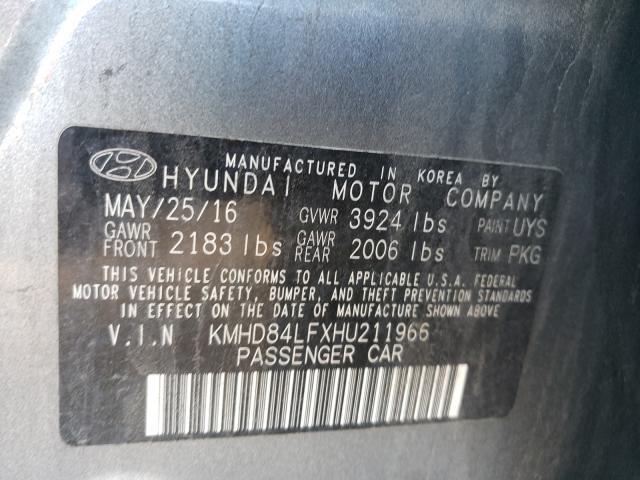 MANUFACTURED IN KOREA BY
HYUNDAI MOTOR COMPANY
MAY/25/16 GVWR 3924 lbs PAINT UYS
GAWR FRONT 2183 lbs GAWR REAR 2006 lbs TRIM PKG
THIS VEHICLE CONFORMS TO ALL APPLICABLE U.S.A. FEDERAL
MOTOR VEHICLE SAFETY, BUMPER, AND THEFT PREVENTION STANDARDS
IN EFFECT ON THE DATE OF MANUFACTURE SHOWN ABOVE.
V.I.N KMHD84LFXHU211966
PASSENGER CAR